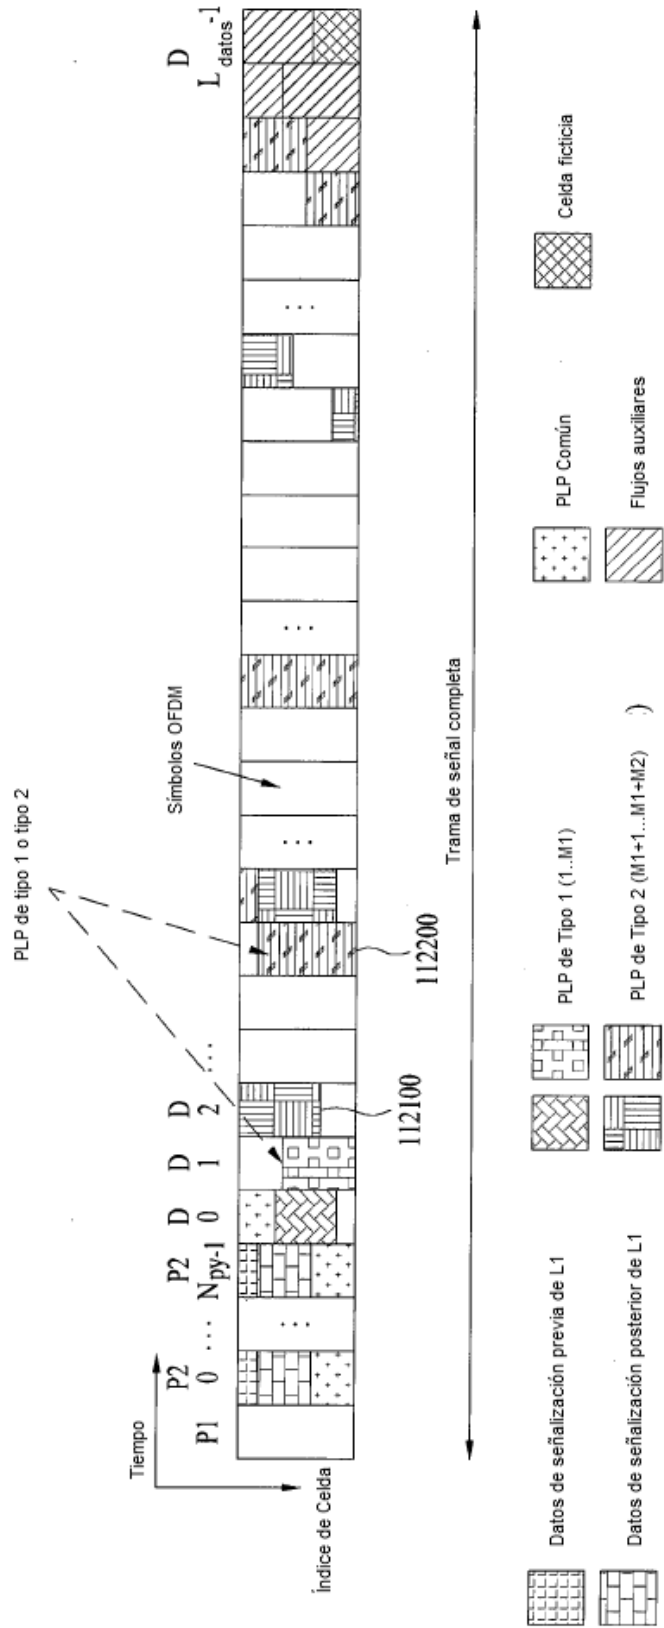 PLP de tipo 1 o tipo 2
Símbolos OFDM
Tiempo
Índice de Celda
P1
P2
0
...
P2
Npy-1
D
0
D
1
D
2
...
D
L datos -1
...
...
...
...
112100
112200
Trama de señal completa
Datos de señalización previa de L1
Datos de señalización posterior de L1
PLP de Tipo 1 (1..M1)
PLP de Tipo 2 (M1+1...M1+M2)
)
PLP Común
Flujos auxiliares
Celda ficticia